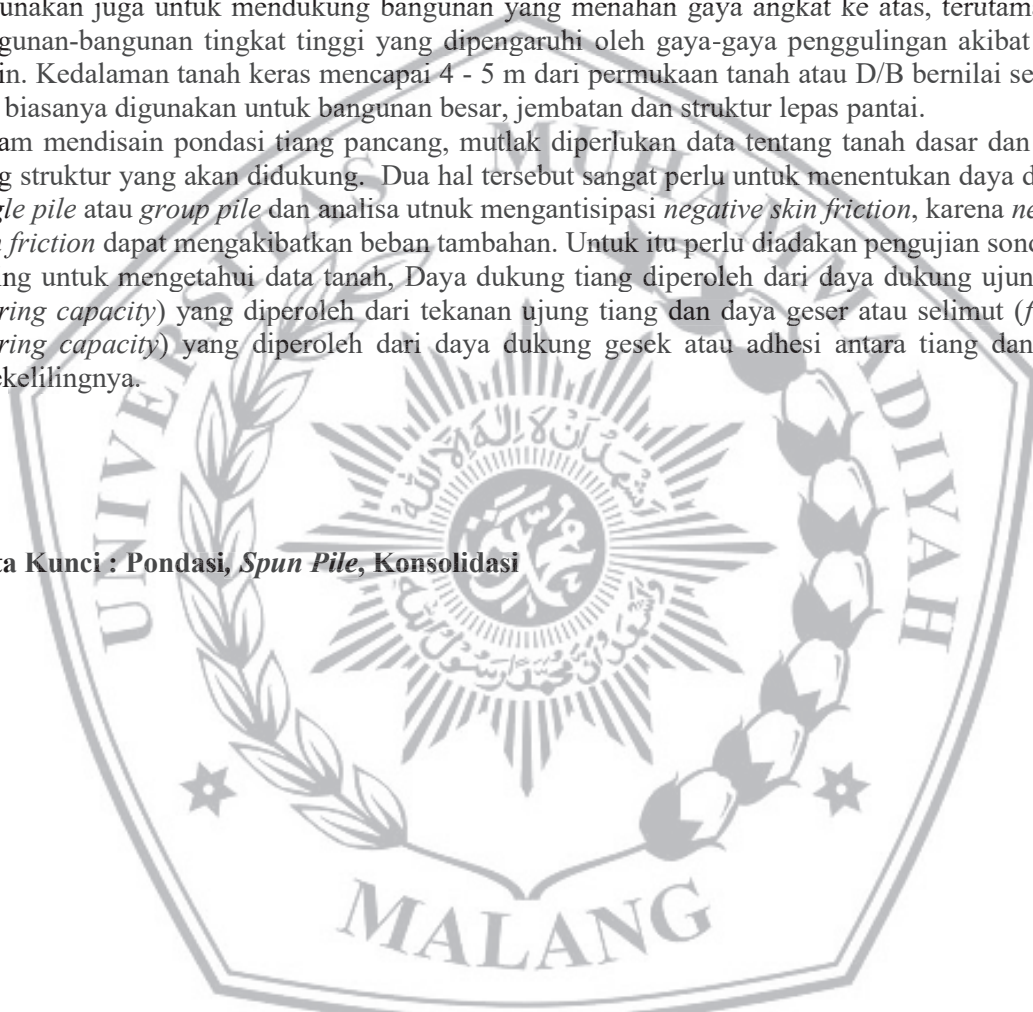 unakan juga untuk mendukung bangunan yang menahan gaya angkat ke atas, terutama
gunan-bangunan tingkat tinggi yang dipengaruhi oleh gaya-gaya penggulingan akibat
in. Kedalaman tanah keras mencapai 4 - 5 m dari permukaan tanah atau D/B bernilai se
biasanya digunakan untuk bangunan besar, jembatan dan struktur lepas pantai.
am mendisain pondasi tiang pancang, mutlak diperlukan data tentang tanah dasar dan
g struktur yang akan didukung. Dua hal tersebut sangat perlu untuk menentukan daya d
gle pile atau group pile dan analisa utnuk mengantisipasi negative skin friction, karena ne
n friction dapat mengakibatkan beban tambahan. Untuk itu perlu diadakan pengujian sond
ing untuk mengetahui data tanah, Daya dukung tiang diperoleh dari daya dukung ujun
ring capacity) yang diperoleh dari tekanan ujung tiang dan daya geser atau selimut (f
ring capacity) yang diperoleh dari daya dukung gesek atau adhesi antara tiang dan
ekelilingnya.
ta Kunci : Pondasi, Spun Pile, Konsolidasi
UNIVERSITAS MUHAMMADIYAH
MALANG